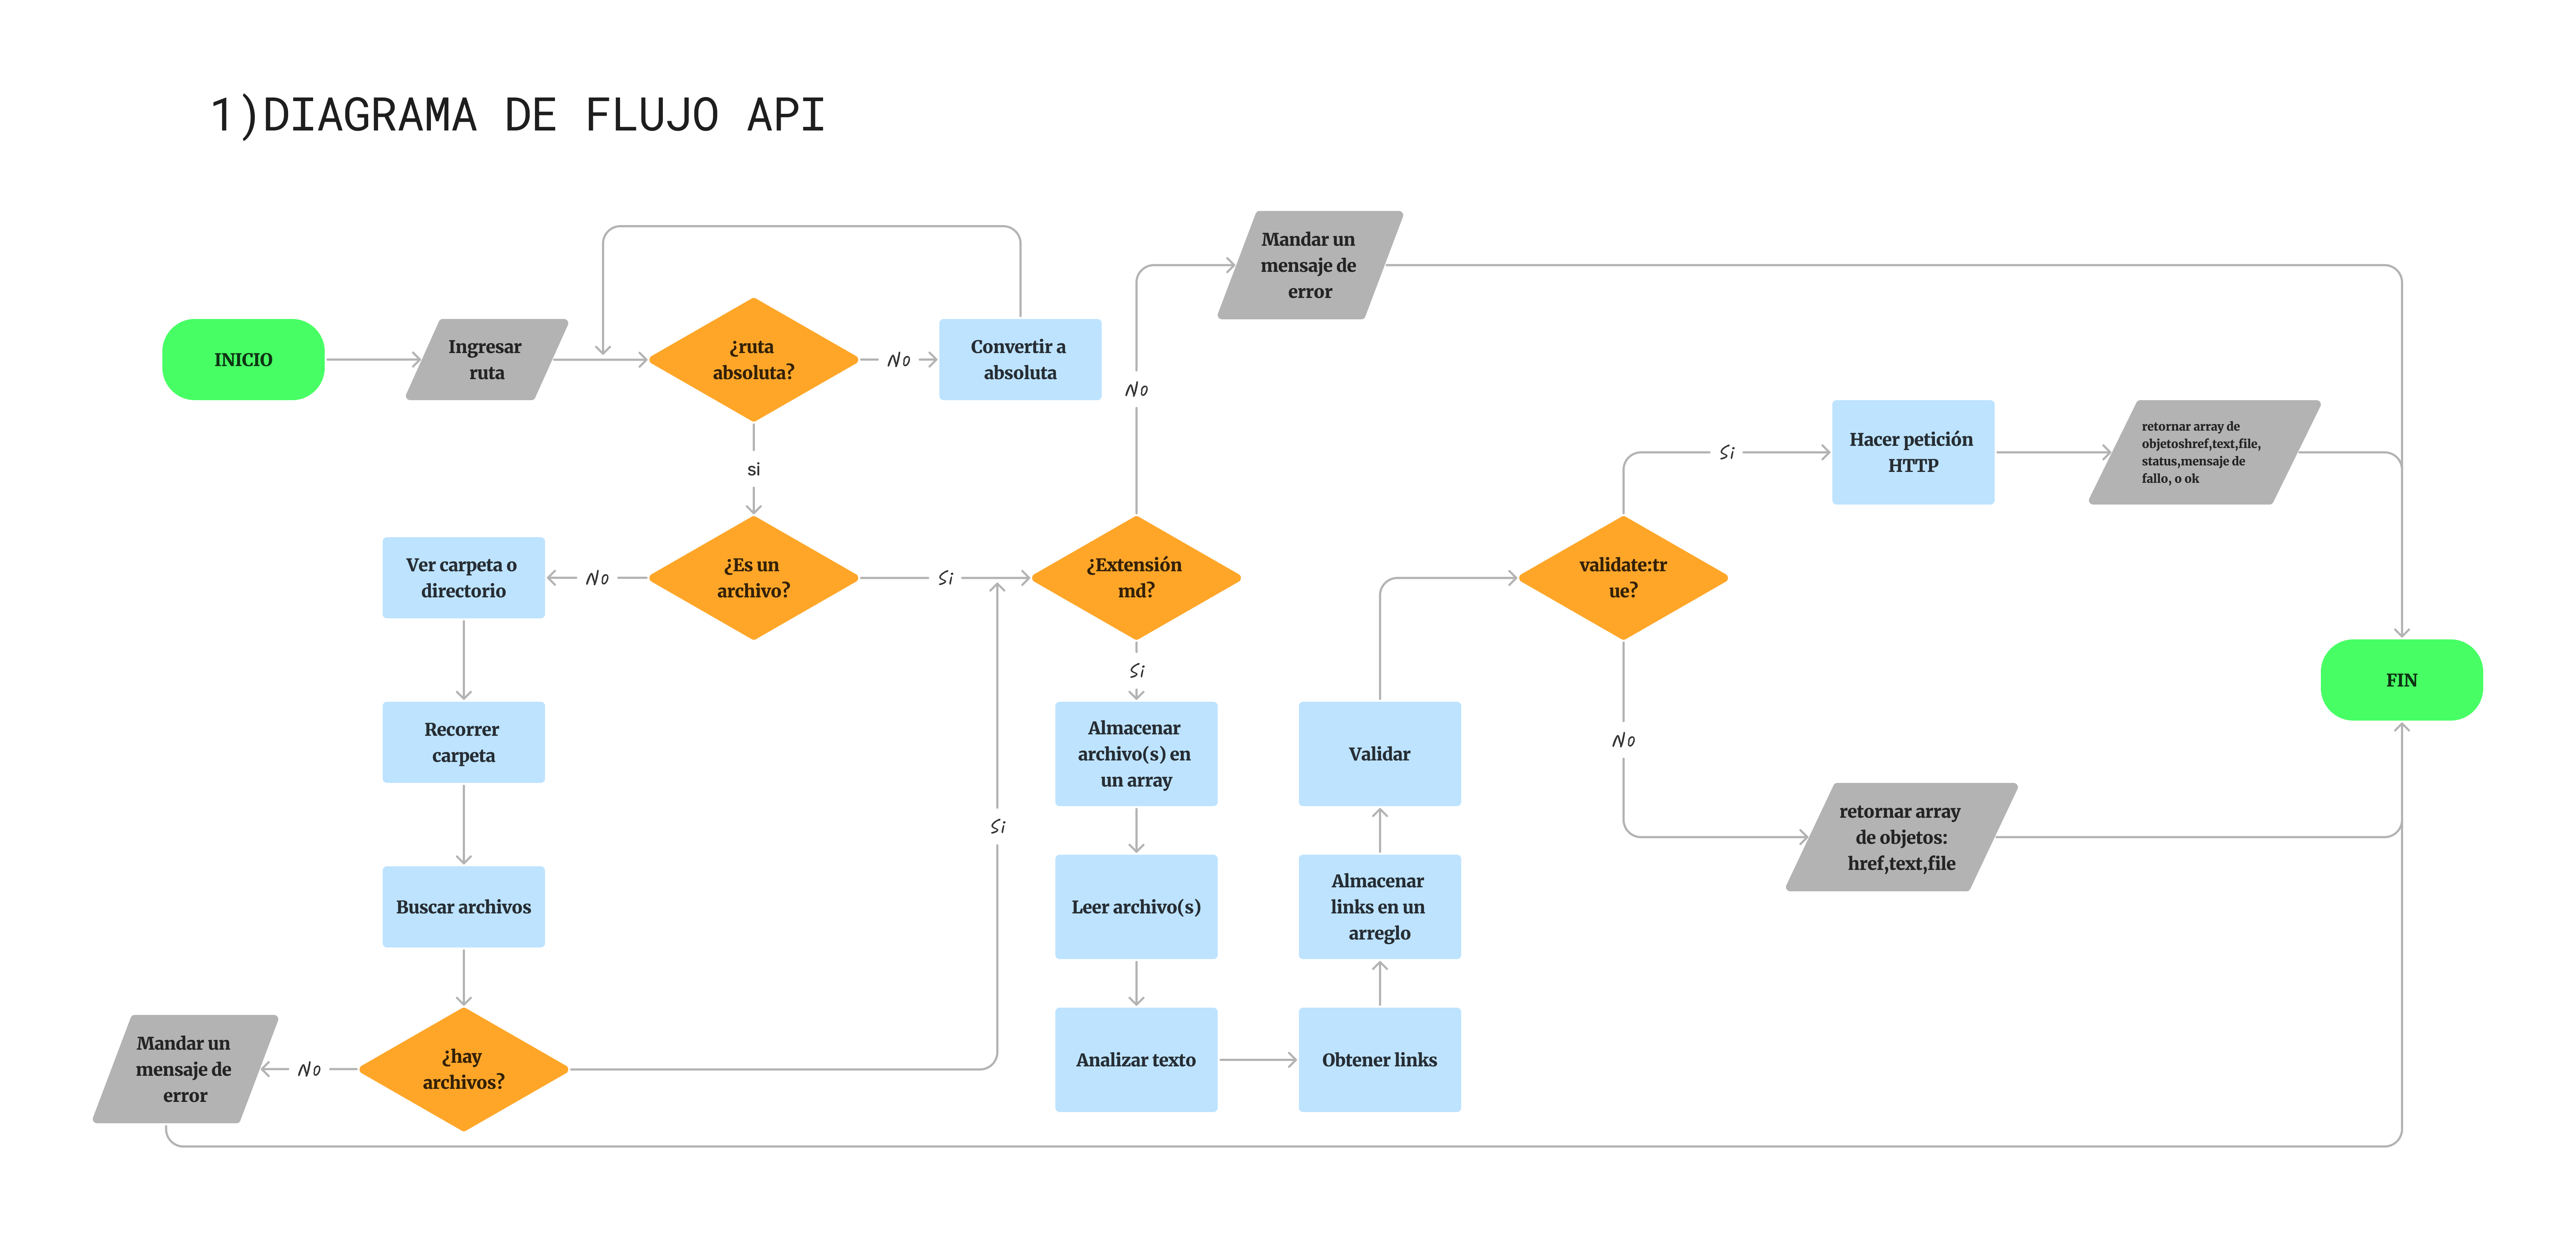 1)DIAGRAMA DE FLUJO API
INICIO
Ingresar
ruta
¿ruta
absoluta?
No
Convertir a
absoluta
si
¿Es un
archivo?
No
Ver carpeta o
directorio
Recorrer
carpeta
Buscar archivos
¿hay
archivos?
No
Mandar un
mensaje de
error
Si
Si
¿Extensión
md?
No
Mandar un
mensaje de
error
Si
Almacenar
archivo(s) en
un array
Leer archivo(s)
Analizar texto
Obtener links
Almacenar
links en un
arreglo
Validar
validate:tr
ue?
Si
Hacer petición
HTTP
retornar array de
objetoshref,text,file,
status,mensaje de
fallo, o ok
No
retornar array
de objetos:
href,text,file
FIN